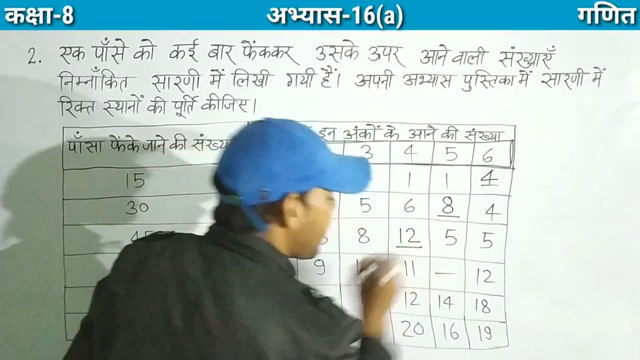 कक्षा-8 अभ्यास-16(a) गणित
2. एक पाँसे को कई बार फेंककर उसके उपर आने वाली संख्याएँ
निम्नाँकित सारणी में लिखी गयी हैं। अपनी अभ्यास पुस्तिका में सारणी में
रिक्त स्थानों की पूर्ति कीजिए।
पाँसा फेंके जाने की संख्या इन अंकों के आने की संख्या
3 4 5 6
15 1 1 4
30 5 6 8 4
8 12 5 5
9 11 — 12
12 14 18
20 16 19